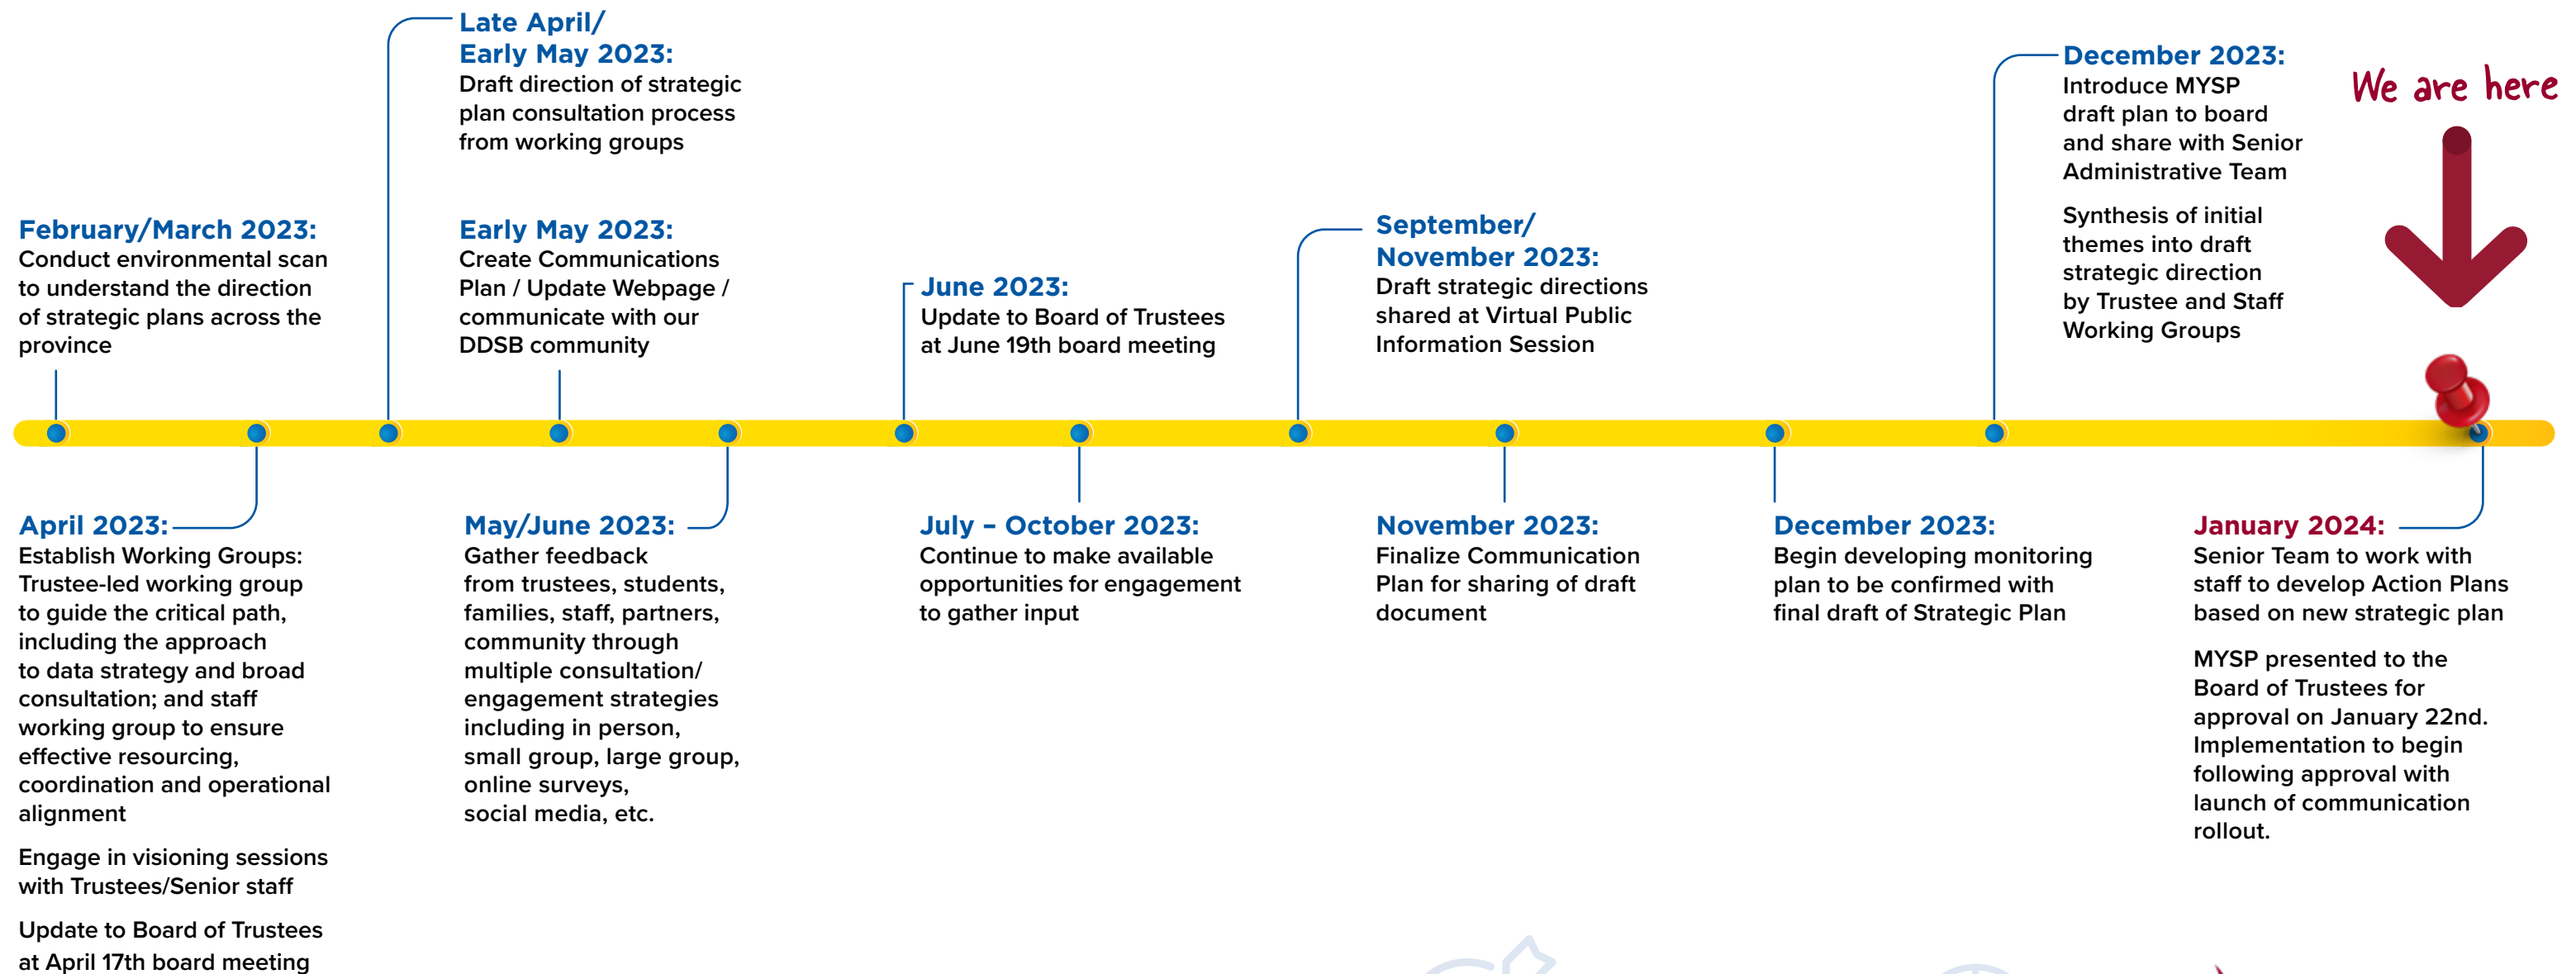 February/March 2023:
Conduct environmental scan
to understand the direction
of strategic plans across the
province
April 2023:
Establish Working Groups:
Trustee-led working group
to guide the critical path,
including the approach
to data strategy and broad
consultation; and staff
working group to ensure
effective resourcing,
coordination and operational
alignment
Engage in visioning sessions
with Trustees/Senior staff
Update to Board of Trustees
at April 17th board meeting
Late April/
Early May 2023:
Draft direction of strategic
plan consultation process
from working groups
Early May 2023:
Create Communications
Plan / Update Webpage /
communicate with our
DDSB community
May/June 2023:
Gather feedback
from trustees, students,
families, staff, partners,
community through
multiple consultation/
engagement strategies
including in person,
small group, large group,
online surveys,
social media, etc.
June 2023:
Update to Board of Trustees
at June 19th board meeting
July – October 2023:
Continue to make available
opportunities for engagement
to gather input
September/
November 2023:
Draft strategic directions
shared at Virtual Public
Information Session
November 2023:
Finalize Communication
Plan for sharing of draft
document
December 2023:
Begin developing monitoring
plan to be confirmed with
final draft of Strategic Plan
December 2023:
Introduce MYSP
draft plan to board
and share with Senior
Administrative Team
Synthesis of initial
themes into draft
strategic direction
by Trustee and Staff
Working Groups
We are here
January 2024:
Senior Team to work with
staff to develop Action Plans
based on new strategic plan
MYSP presented to the
Board of Trustees for
approval on January 22nd.
Implementation to begin
following approval with
launch of communication
rollout.